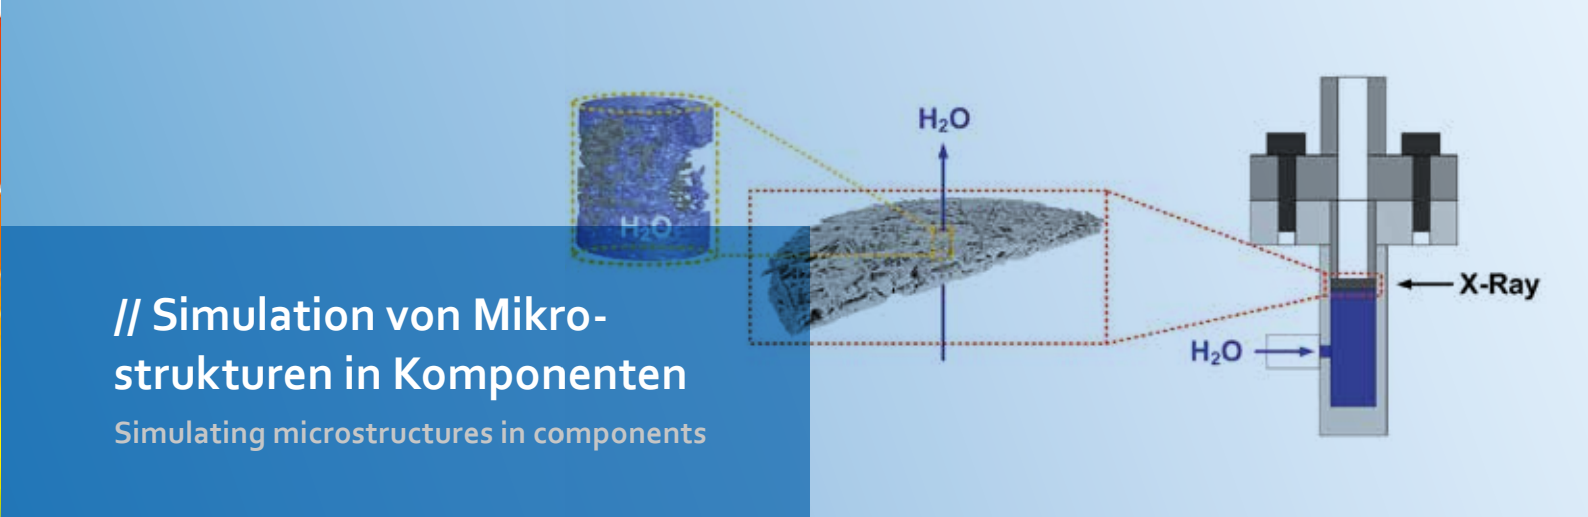 H₂O
H₂O
X-Ray
H₂O
// Simulation von Mikro-
strukturen in Komponenten
Simulating microstructures in components